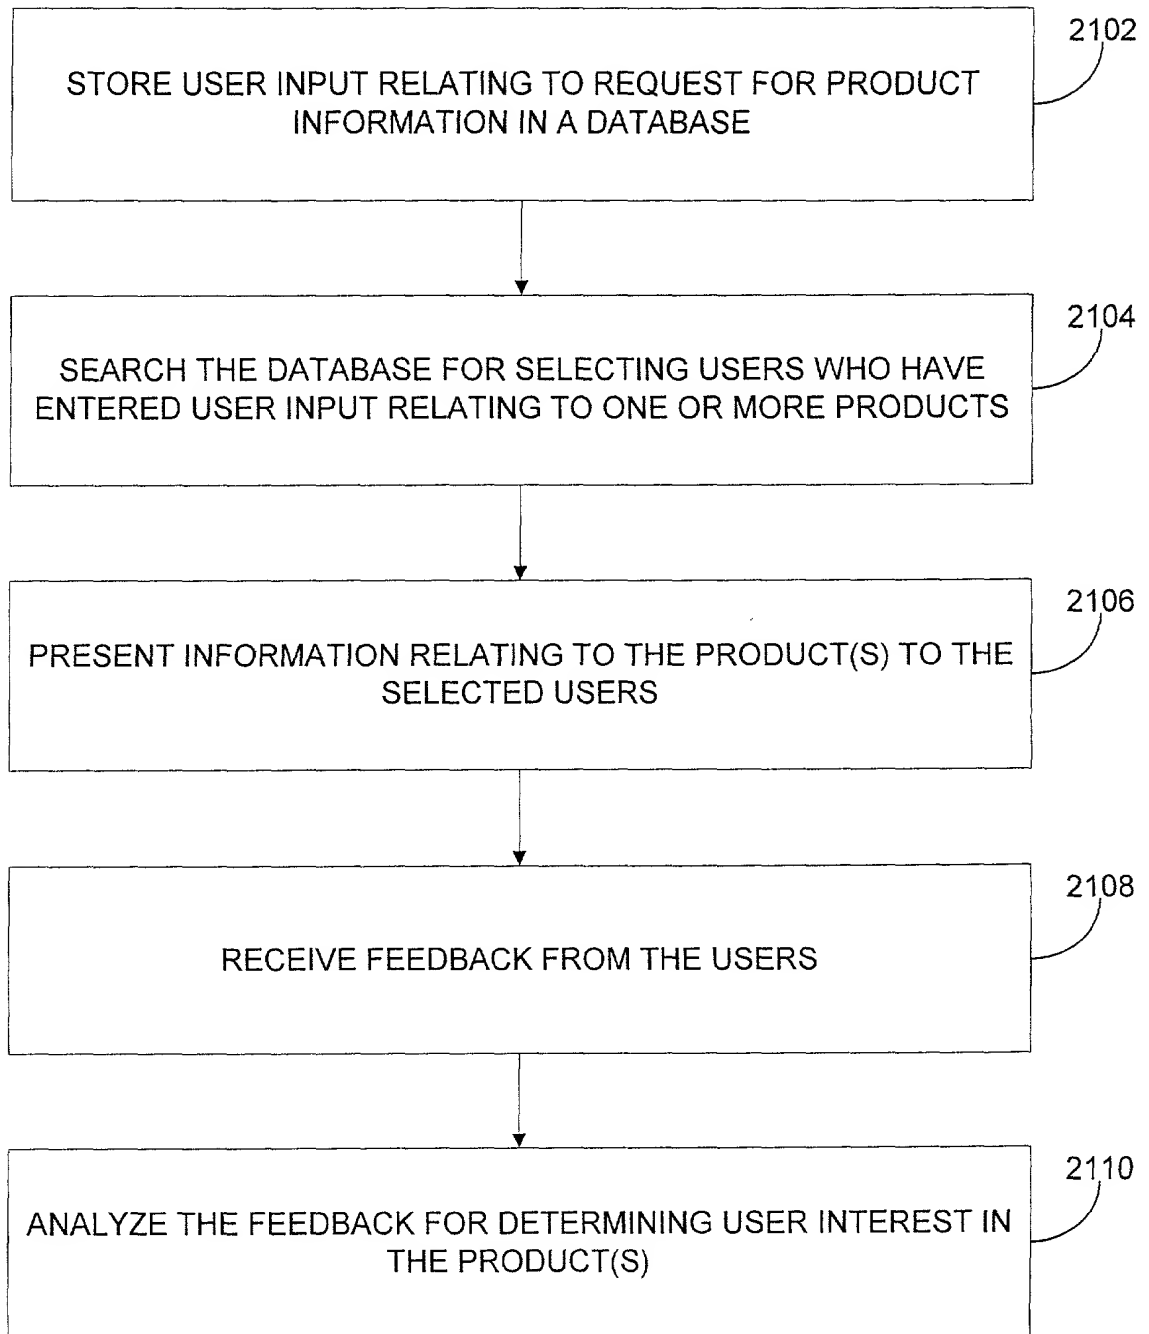 2102
STORE USER INPUT RELATING TO REQUEST FOR PRODUCT
INFORMATION IN A DATABASE
2104
SEARCH THE DATABASE FOR SELECTING USERS WHO HAVE
ENTERED USER INPUT RELATING TO ONE OR MORE PRODUCTS
2106
PRESENT INFORMATION RELATING TO THE PRODUCT(S) TO THE
SELECTED USERS
2108
RECEIVE FEEDBACK FROM THE USERS
2110
ANALYZE THE FEEDBACK FOR DETERMINING USER INTEREST IN
THE PRODUCT(S)